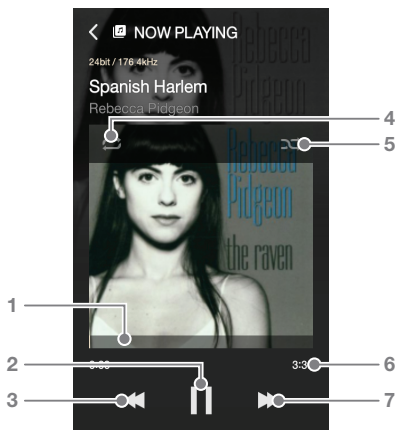 NOW PLAYING
24bit / 176.4kHz
Spanish Harlem
Rebecca Pidgeon
Rebecca
Pidgeon
the raven
1
2
3
4
5
6
7